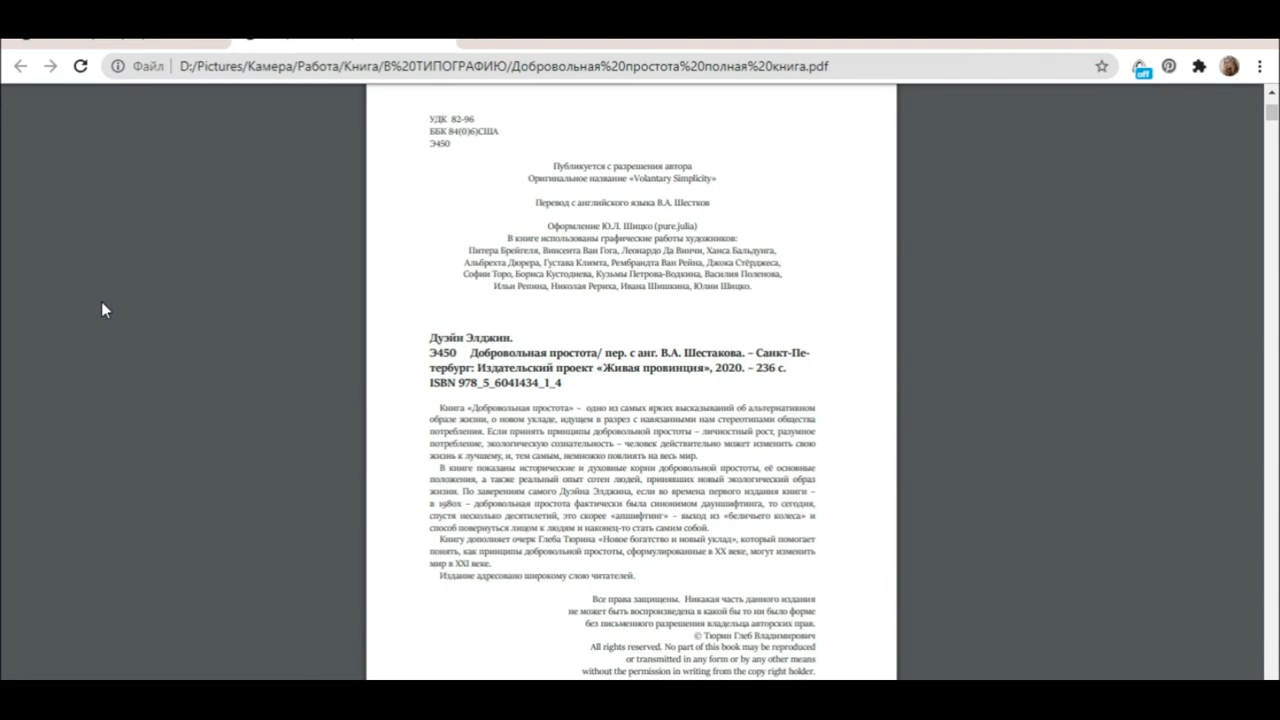 Файл
D:/Pictures/Камера/Работа/Книга/В%20ТИПОГРАФИЮ/Добровольная%20простота%20полная%20книга.pdf
off
УДК 82-96
ББК 84(0)6)США
Э450
Публикуется с разрешения автора
Оригинальное название «Volantary Simplicity»
Перевод с английского языка В.А. Шестков
Оформление Ю.Л. Шицко (pure.julia)
В книге использованы графические работы художников:
Питера Брейгеля, Винсента Ван Гога, Леонардо Да Винчи, Ханса Бальдунга,
Альбрехта Дюрера, Густава Климта, Рембрандта Ван Рейна, Джока Стёрджеса,
Софии Торо, Бориса Кустодиева, Кузьмы Петрова-Водкина, Василия Поленова,
Ильи Репина, Николая Рериха, Ивана Шишкина, Юлии Шицко.
Дуэйн Элджин.
Э450 Добровольная простота/ пер. с анг. В.А. Шестакова. – Санкт-Пе-
тербург: Издательский проект «Живая провинция», 2020. – 236 с.
ISBN 978_5_6041434_1_4
Книга «Добровольная простота» – одно из самых ярких высказываний об альтернативном
образе жизни, о новом укладе, идущем в разрез с навязанными нам стереотипами общества
потребления. Если принять принципы добровольной простоты – личностный рост, разумное
потребление, экологическую сознательность – человек действительно может изменить свою
жизнь к лучшему, и, тем самым, немножко повлиять на весь мир.
В книге показаны исторические и духовные корни добровольной простоты, её основные
положения, а также реальный опыт сотен людей, принявших новый экологический образ
жизни. По заверениям самого Дуэйна Элджина, если во времена первого издания книги –
в 1980х – добровольная простота фактически была синонимом дауншифтинга, то сегодня,
спустя несколько десятилетий, это скорее «апшифтинг» – выход из «беличьего колеса» и
способ повернуться лицом к людям и наконец-то стать самим собой.
Книгу дополняет очерк Глеба Тюрина «Новое богатство и новый уклад», который помогает
понять, как принципы добровольной простоты, сформулированные в XX веке, могут изменить
мир в XXI веке.
Издание адресовано широкому слою читателей.
Все права защищены. Никакая часть данного издания
не может быть воспроизведена в какой бы то ни было форме
без письменного разрешения владельца авторских прав.
© Тюрин Глеб Владимирович
All rights reserved. No part of this book may be reproduced
or transmitted in any form or by any other means
without the permission in writing from the copy right holder.